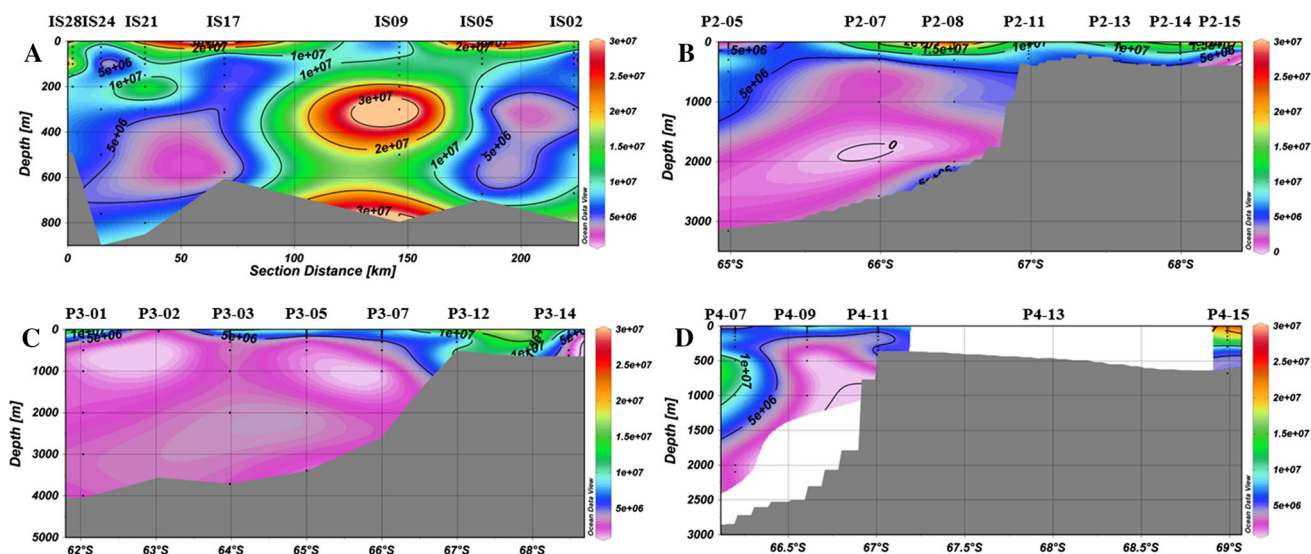 IS28 IS24 IS21 IS17 IS09 IS05 IS02
A
0
200
400
600
800
Depth [m]
5e+06
1e+07
5e+06
3e+07
1e+07
1e+07
3e+07
2e+07
3e+07
2e+07
1e+07
5e+06
1e+07
0 50 100 150 200
Section Distance [km]
3e+07
2.5e+07
2e+07
1.5e+07
1e+07
5e+06
Ocean Data View
P2-05 P2-07 P2-08 P2-11 P2-13 P2-14 P2-15
B
0
1000
2000
3000
Depth [m]
5e+06
5e+06
1.5e+07
1e+07
1e+07
5e+06
0
65°S 66°S 67°S 68°S
3e+07
2.5e+07
2e+07
1.5e+07
1e+07
5e+06
0
Ocean Data View
P3-01 P3-02 P3-03 P3-05 P3-07 P3-12 P3-14
C
0
1000
2000
3000
4000
5000
Depth [m]
1e+07
5e+06
5e+06
1e+07
62°S 63°S 64°S 65°S 66°S 67°S 68°S
3e+07
2.5e+07
2e+07
1.5e+07
1e+07
5e+06
Ocean Data View
P4-07 P4-09 P4-11 P4-13 P4-15
D
0
500
1000
1500
2000
2500
3000
Depth [m]
1e+07
5e+06
5e+06
66.5°S 67°S 67.5°S 68°S 68.5°S 69°S
3e+07
2.5e+07
2e+07
1.5e+07
1e+07
5e+06
Ocean Data View